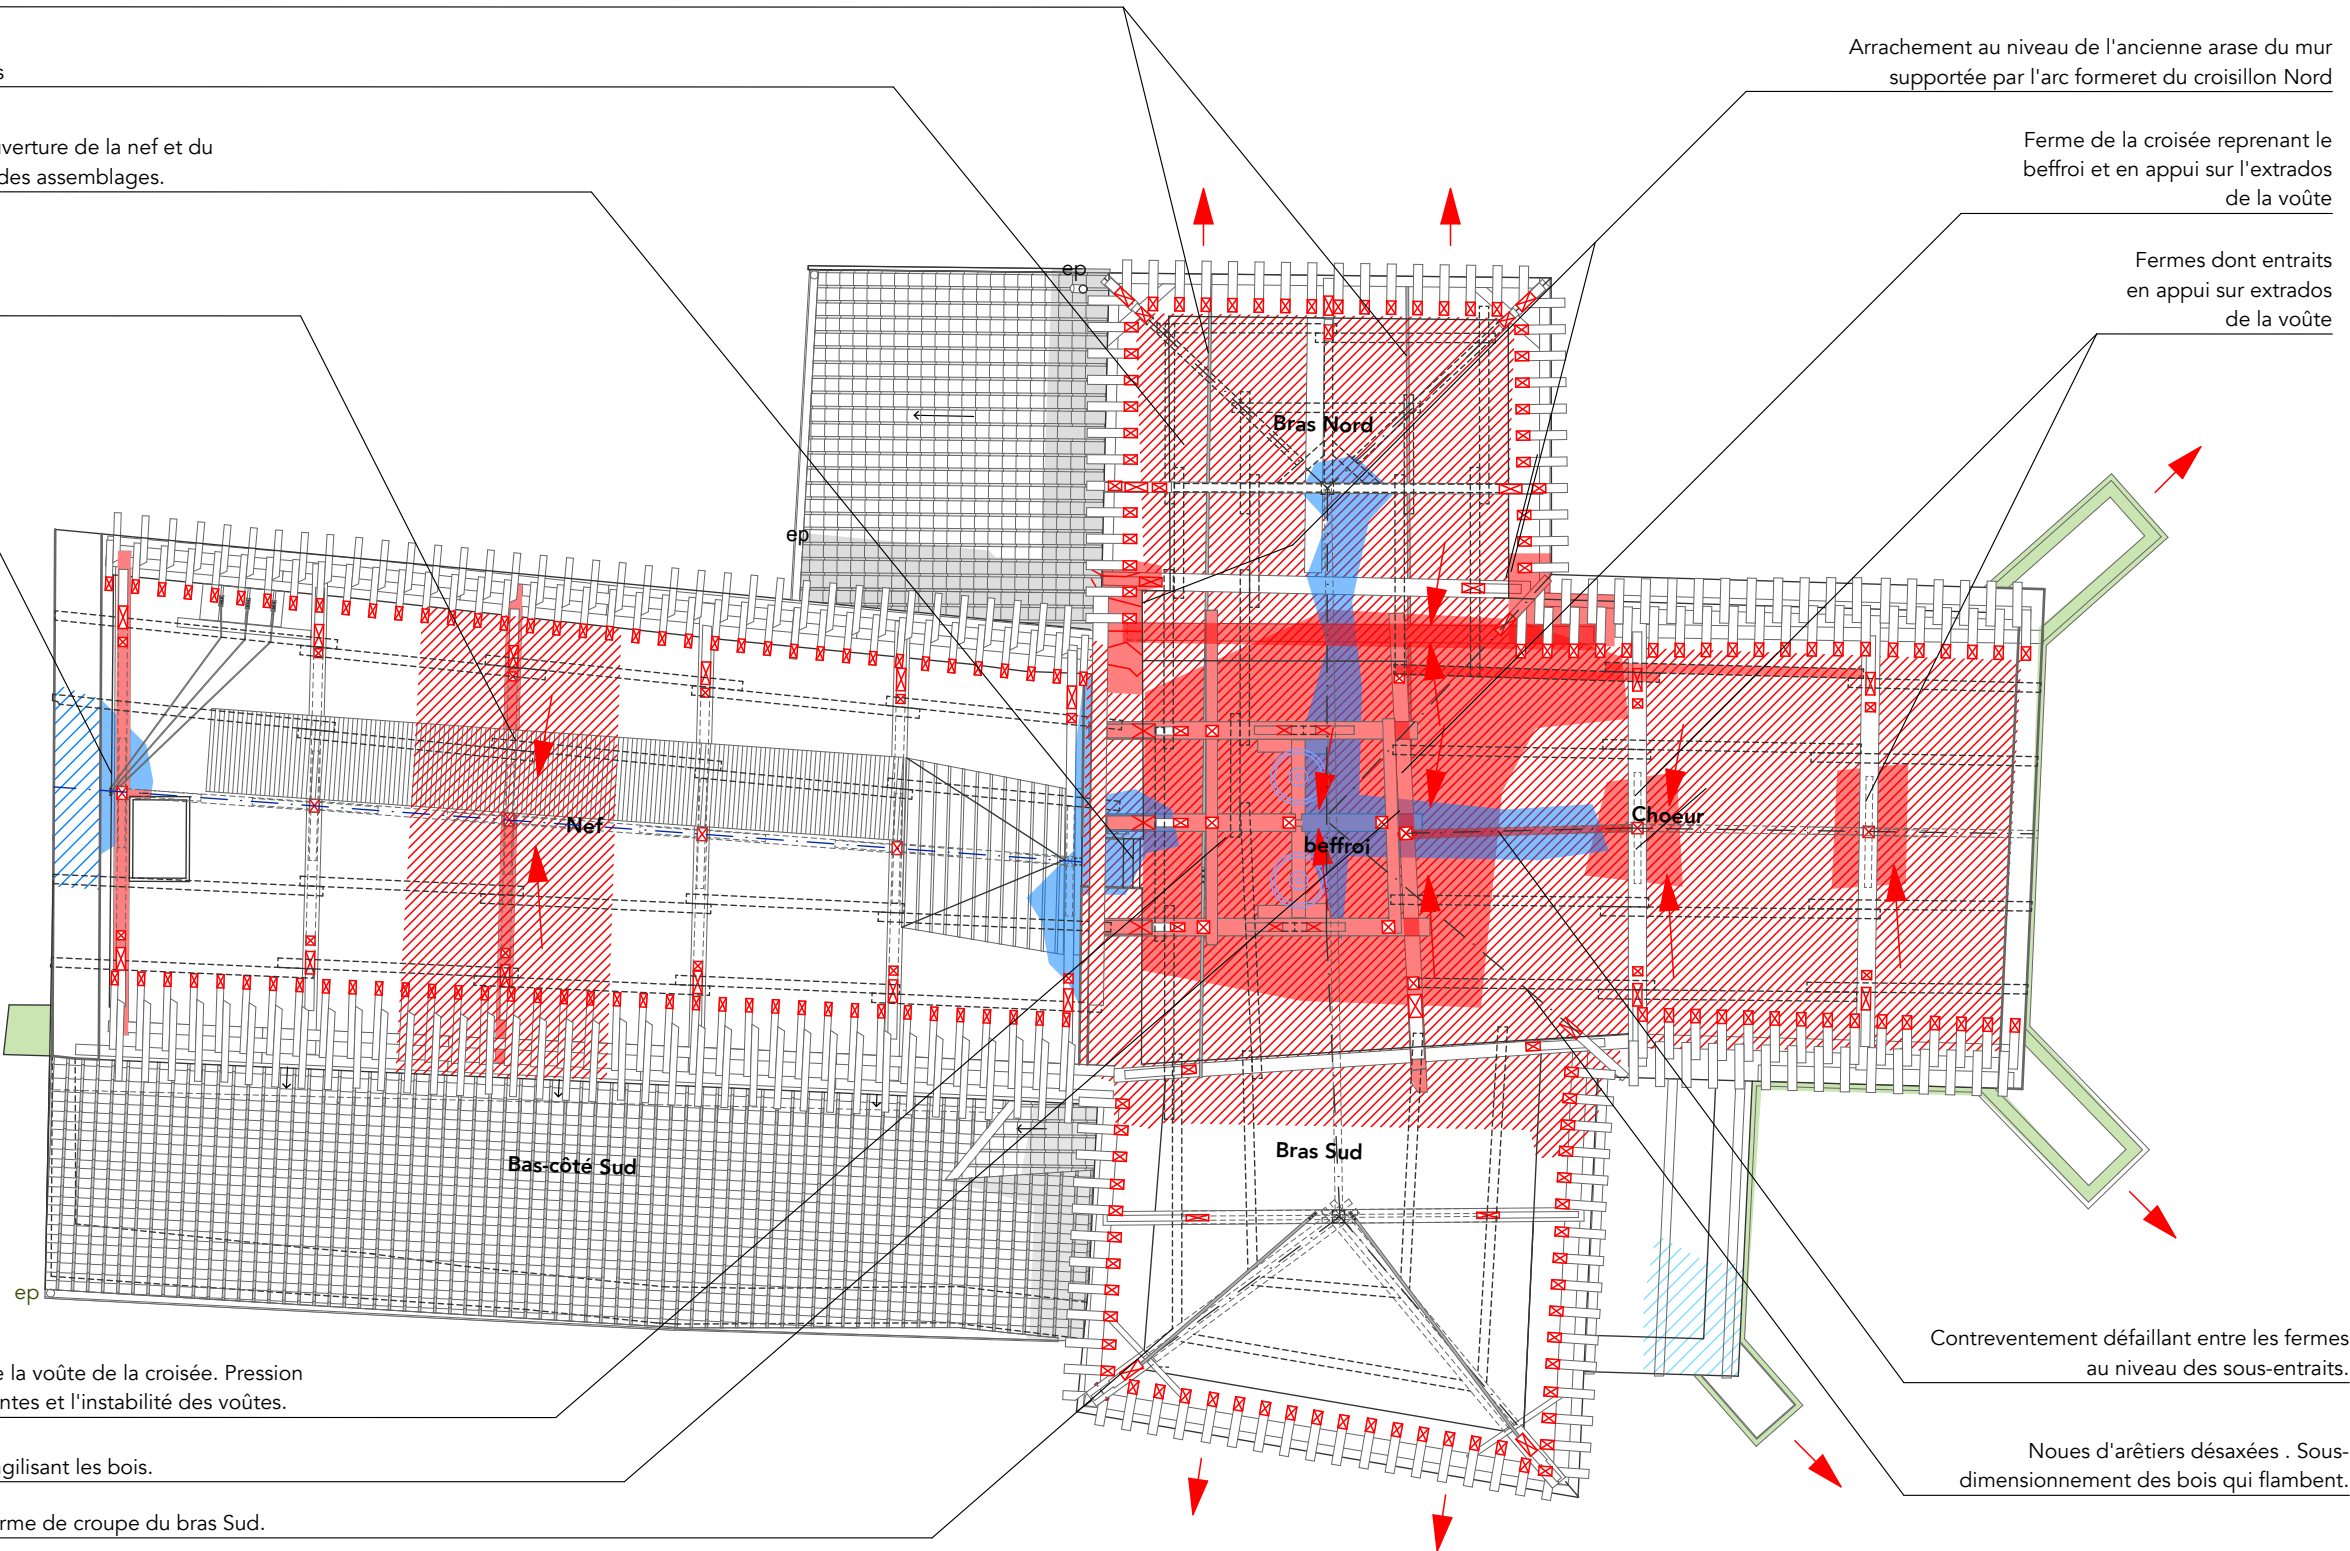 Arrachement au niveau de l'ancienne arase du mur
supportée par l'arc formeret du croisillon Nord
Ferme de la croisée reprenant le
beffroi et en appui sur l'extrados
de la voûte
Fermes dont entraits
en appui sur extrados
de la voûte
s
verture de la nef et du
des assemblages.
ep
ep
Bras Nord
Nef
beffroi
Choeur
Bas-côté Sud
Bras Sud
ep
e la voûte de la croisée. Pression
ntes et l'instabilité des voûtes.
gilisant les bois.
rme de croupe du bras Sud.
Contreventement défaillant entre les fermes
au niveau des sous-entraits.
Noues d'arêtiers désaxées . Sous-
dimensionnement des bois qui flambent.